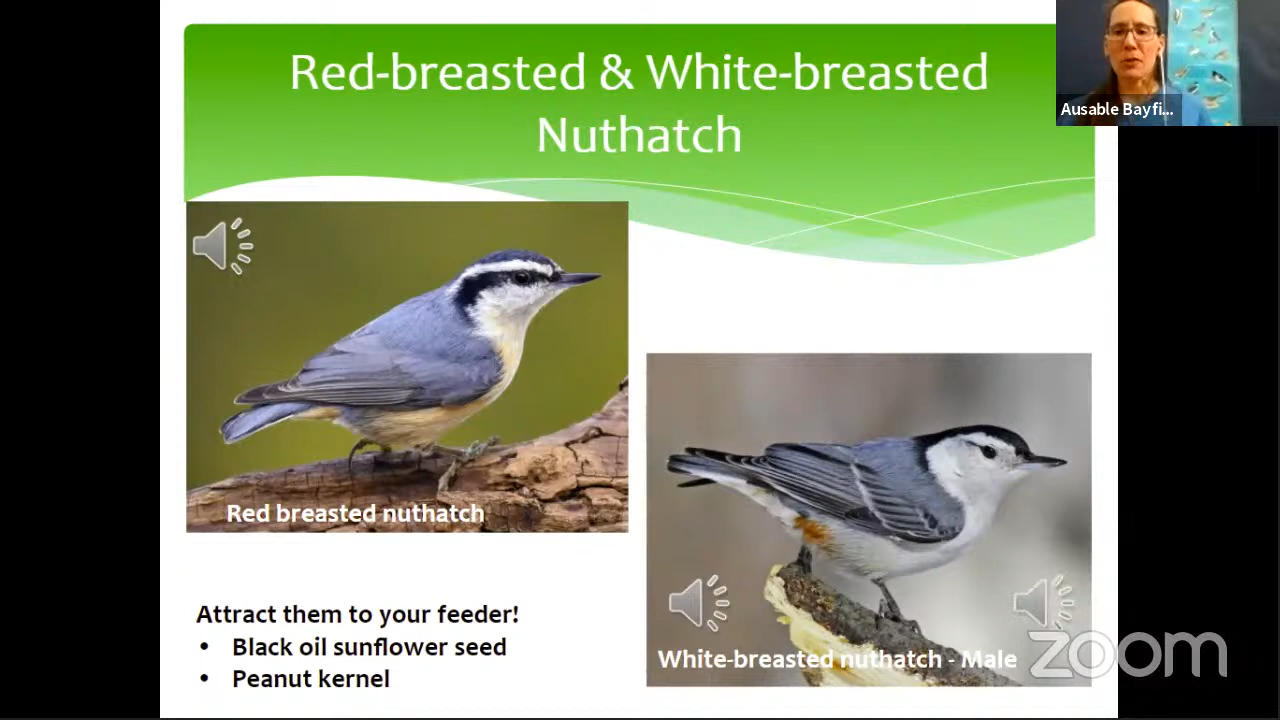 Red-breasted & White-breasted
Nuthatch
Ausable Bayfi...
Red breasted nuthatch
Attract them to your feeder!
• Black oil sunflower seed
• Peanut kernel
White-breasted nuthatch - Male
zoom